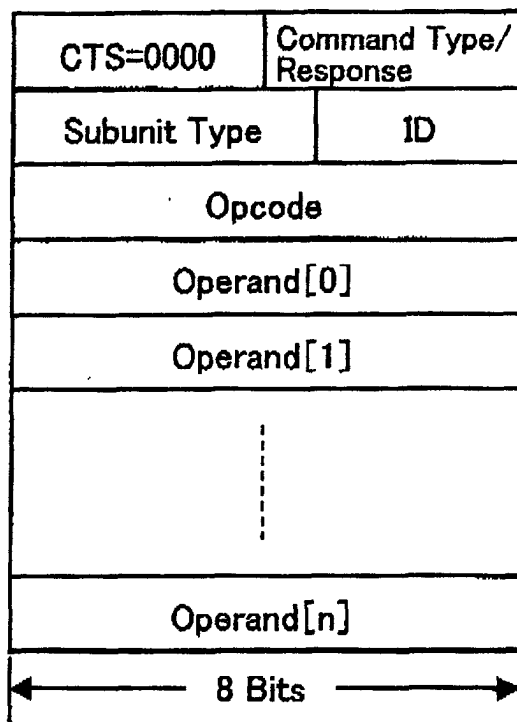 CTS=0000
Command Type/
Response
Subunit Type
ID
Opcode
Operand[0]
Operand[1]
Operand[n]
8 Bits